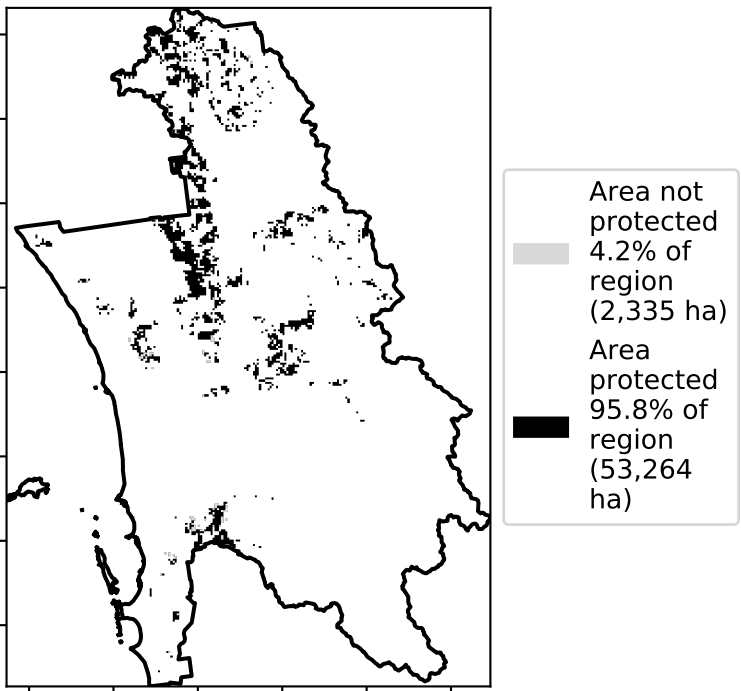 Area not
protected
4.2% of
region
(2,335 ha)
Area
protected
95.8% of
region
(53,264
ha)